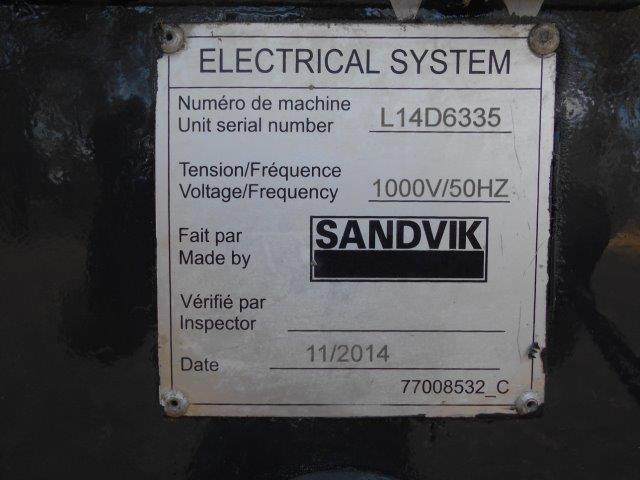 ELECTRICAL SYSTEM
Numéro de machine
Unit serial number L14D6335
Tension/Fréquence
Voltage/Frequency 1000V/50HZ
Fait par
Made by
SANDVIK
Vérifié par
Inspector
Date 11/2014
77008532_C